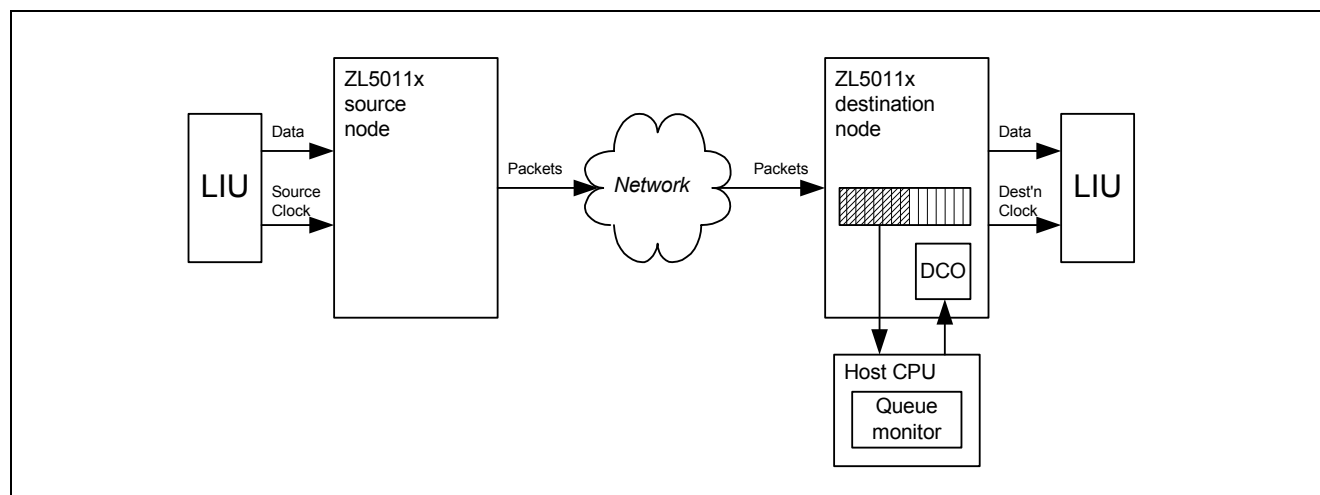 LIU
Data
Source
Clock
ZL5011x
source
node
Packets
Network
Packets
ZL5011x
destination
node
DCO
Host CPU
Queue
monitor
Data
Dest'n
Clock
LIU